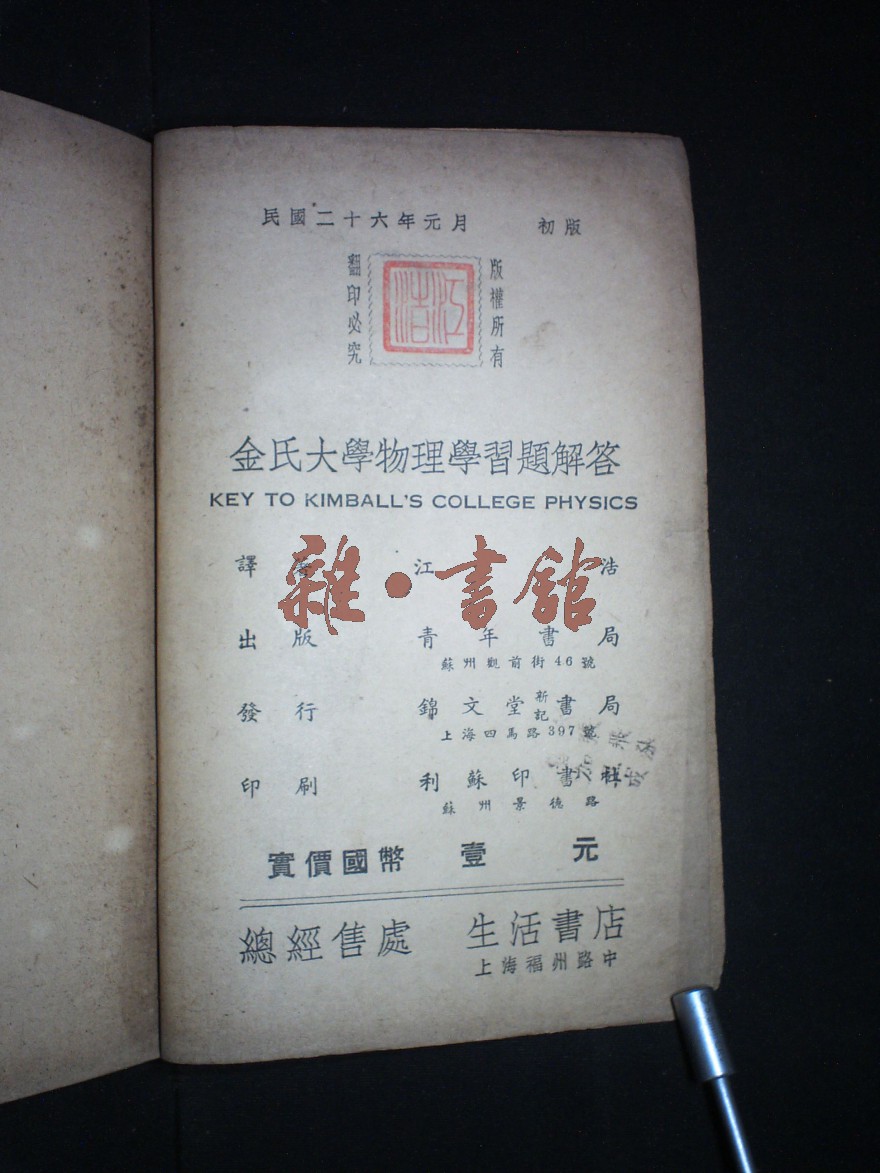 民國二十六年元月 初版
版權所有
翻印必究
江浩
金氏大學物理學習題解答
KEY TO KIMBALL'S COLLEGE PHYSICS
譯 江 浩
雜·書館
出版 青年書局
蘇州觀前街46號
發行 錦文堂新記書局
上海四馬路397號
印刷 利蘇印書社
蘇州景德路
實價國幣 壹元
總經售處 生活書店
上海福州路中